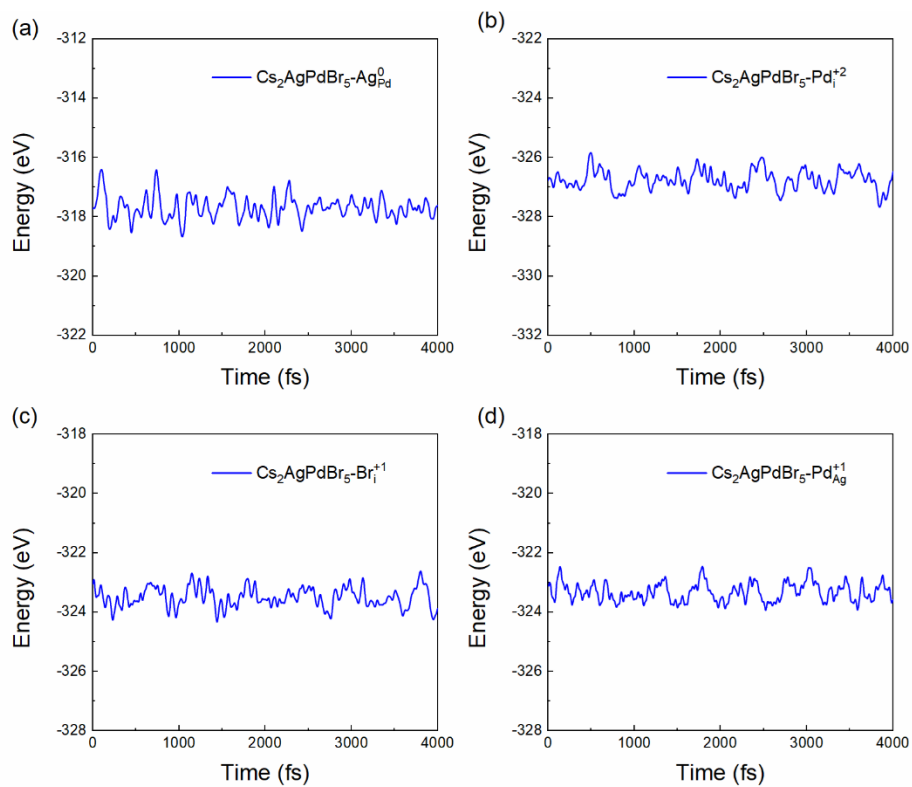 (a)
-312
-314
-316
-318
-320
-322
Energy (eV)
Cs₂AgPdBr₅-Ag⁰Pd
0 1000 2000 3000 4000
Time (fs)
(b)
-322
-324
-326
-327
-330
-332
Energy (eV)
Cs₂AgPdBr₅-Pdᵢ⁺²
0 1000 2000 3000 4000
Time (fs)
(c)
-318
-320
-322
-324
-326
-328
Energy (eV)
Cs₂AgPdBr₅-Brᵢ⁺¹
0 1000 2000 3000 4000
Time (fs)
(d)
-318
-320
-323
-324
-326
-328
Energy (eV)
Cs₂AgPdBr₅-Pd⁺¹Ag
0 1000 2000 3000 4000
Time (fs)